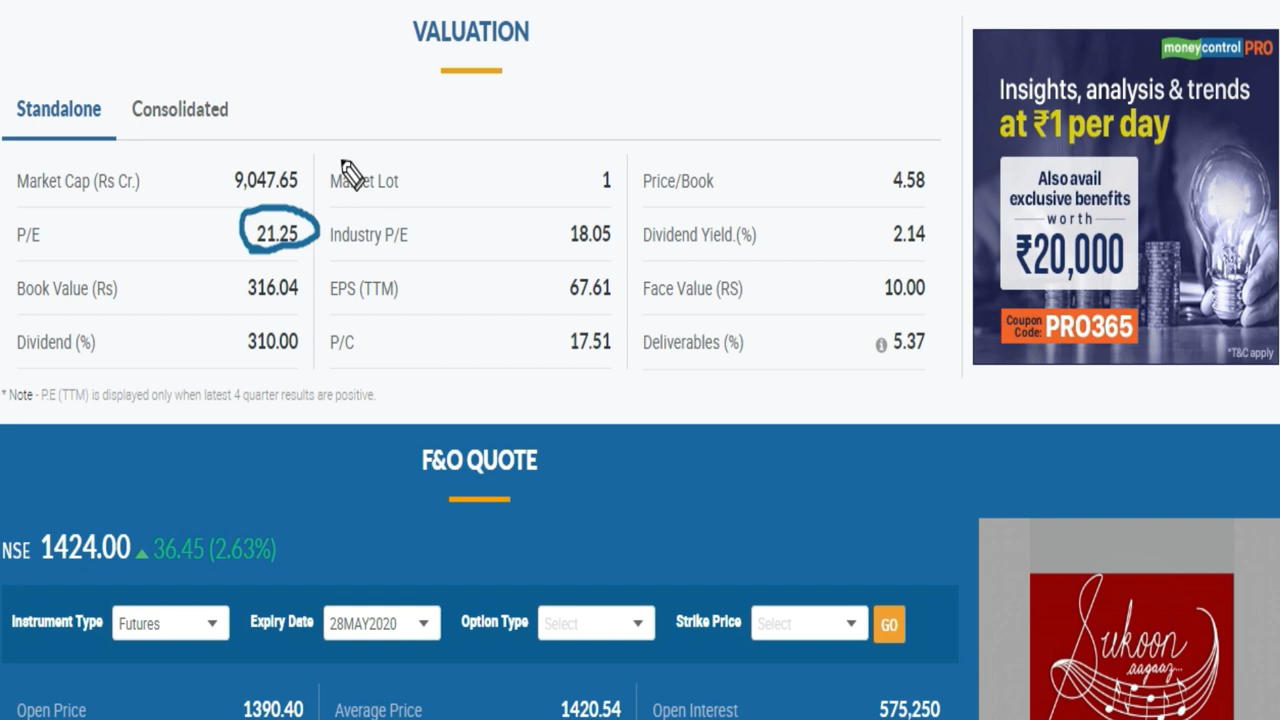 VALUATION
Standalone Consolidated
Market Cap (Rs Cr.) 9,047.65 Market Lot 1 Price/Book 4.58
P/E 21.25 Industry P/E 18.05 Dividend Yield.(%) 2.14
Book Value (Rs) 316.04 EPS (TTM) 67.61 Face Value (RS) 10.00
Dividend (%) 310.00 P/C 17.51 Deliverables (%) 5.37
* Note - P.E (TTM) is displayed only when latest 4 quarter results are positive.
moneycontrol PRO
Insights, analysis & trends
at ₹1 per day
Also avail
exclusive benefits
worth
₹20,000
Coupon
Code: PRO365
*T&C apply
F&O QUOTE
NSE 1424.00 36.45 (2.63%)
Instrument Type Futures Expiry Date 28MAY2020 Option Type Select Strike Price Select GO
Open Price 1390.40 Average Price 1420.54 Open Interest 575,250
Sukoon
aagaaz...